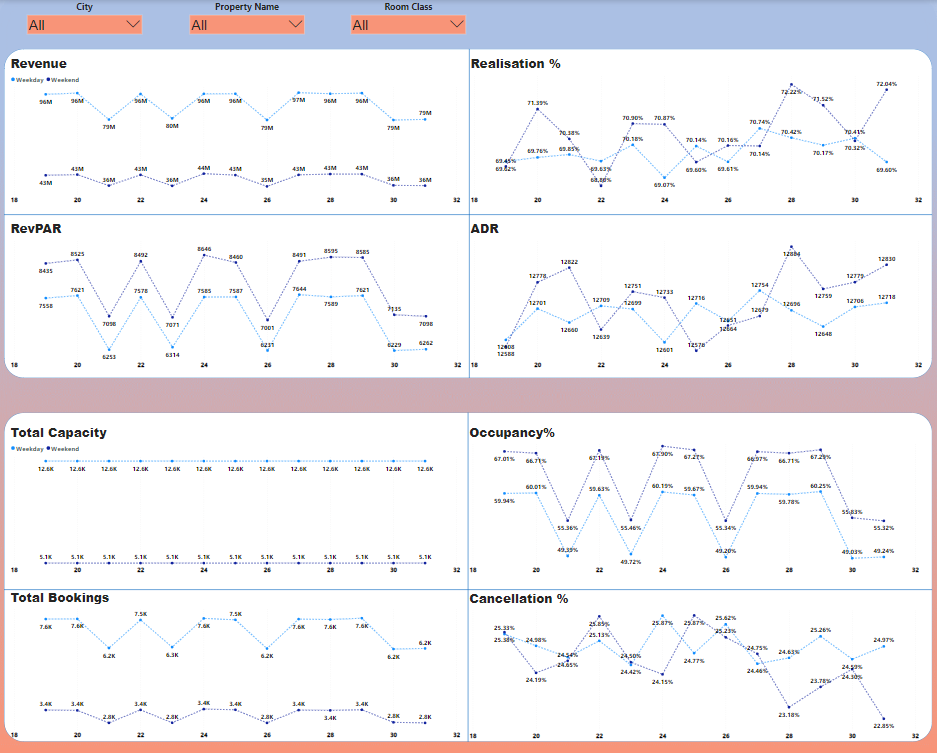 City Property Name Room Class
All All All
Revenue
Weekday Weekend
96M 96M 79M 96M 80M 96M 96M 79M 97M 96M 96M 79M 79M
43M 43M 36M 43M 36M 44M 43M 35M 43M 43M 43M 36M 36M
18 20 22 24 26 28 30 32
Realisation %
69.62% 69.76% 69.85% 69.63% 70.18% 69.07% 70.14% 69.61% 70.74% 70.42% 70.17% 70.41% 69.60%
71.39% 70.38% 70.90% 70.87% 69.60% 70.16% 70.14% 72.22% 71.52% 70.32% 72.04%
18 20 22 24 26 28 30 32
RevPAR
8435 8525 7098 8492 7071 8646 8460 7001 8491 8595 8585 7135 7098
7558 7621 6253 7578 6314 7585 7587 6231 7644 7589 7621 6229 6262
18 20 22 24 26 28 30 32
ADR
12608 12701 12660 12709 12699 12601 12716 12651 12754 12696 12648 12706 12718
12588 12778 12822 12639 12751 12733 12576 12664 12679 12884 12759 12779 12830
18 20 22 24 26 28 30 32
Total Capacity
Weekday Weekend
12.6K 12.6K 12.6K 12.6K 12.6K 12.6K 12.6K 12.6K 12.6K 12.6K 12.6K 12.6K 12.6K
5.1K 5.1K 5.1K 5.1K 5.1K 5.1K 5.1K 5.1K 5.1K 5.1K 5.1K 5.1K 5.1K
18 20 22 24 26 28 30 32
Occupancy%
67.01% 66.71% 55.36% 67.19% 55.46% 67.90% 67.27% 55.34% 66.97% 66.71% 67.29% 55.83% 55.32%
59.94% 60.01% 49.39% 59.63% 49.72% 60.19% 59.67% 49.20% 59.94% 59.78% 60.25% 49.03% 49.24%
18 20 22 24 26 28 30 32
Total Bookings
7.6K 7.6K 6.2K 7.5K 6.3K 7.6K 7.5K 6.2K 7.6K 7.6K 7.6K 6.2K 6.2K
3.4K 3.4K 2.8K 3.4K 2.8K 3.4K 3.4K 2.8K 3.4K 3.4K 3.4K 2.8K 2.8K
18 20 22 24 26 28 30 32
Cancellation %
25.33% 24.98% 24.65% 25.13% 24.50% 25.87% 24.77% 25.62% 24.46% 24.63% 25.26% 24.59% 24.97%
25.38% 24.19% 24.54% 25.85% 24.42% 24.15% 25.87% 25.23% 24.75% 23.18% 23.78% 24.30% 22.85%
18 20 22 24 26 28 30 32